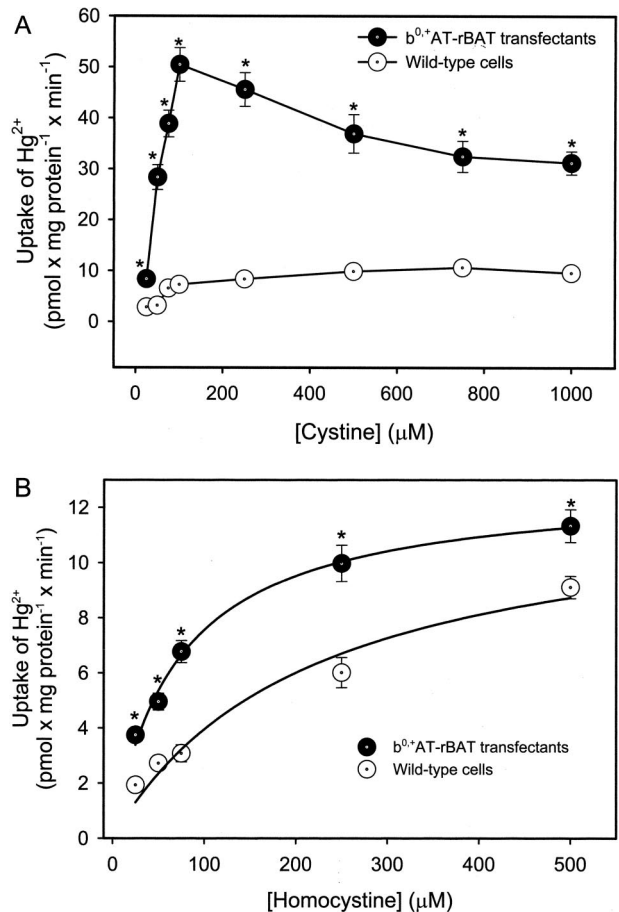 A
b⁰,⁺AT-rBAT transfectants
Wild-type cells
Uptake of Hg²⁺
(pmol x mg protein⁻¹ x min⁻¹)
60
50
40
30
20
10
0
* * * * * * * *
0 200 400 600 800 1000
[Cystine] (μM)
B
Uptake of Hg²⁺
(pmol x mg protein⁻¹ x min⁻¹)
12
10
8
6
4
2
0
* * * * *
b⁰,⁺AT-rBAT transfectants
Wild-type cells
0 100 200 300 400 500
[Homocystine] (μM)